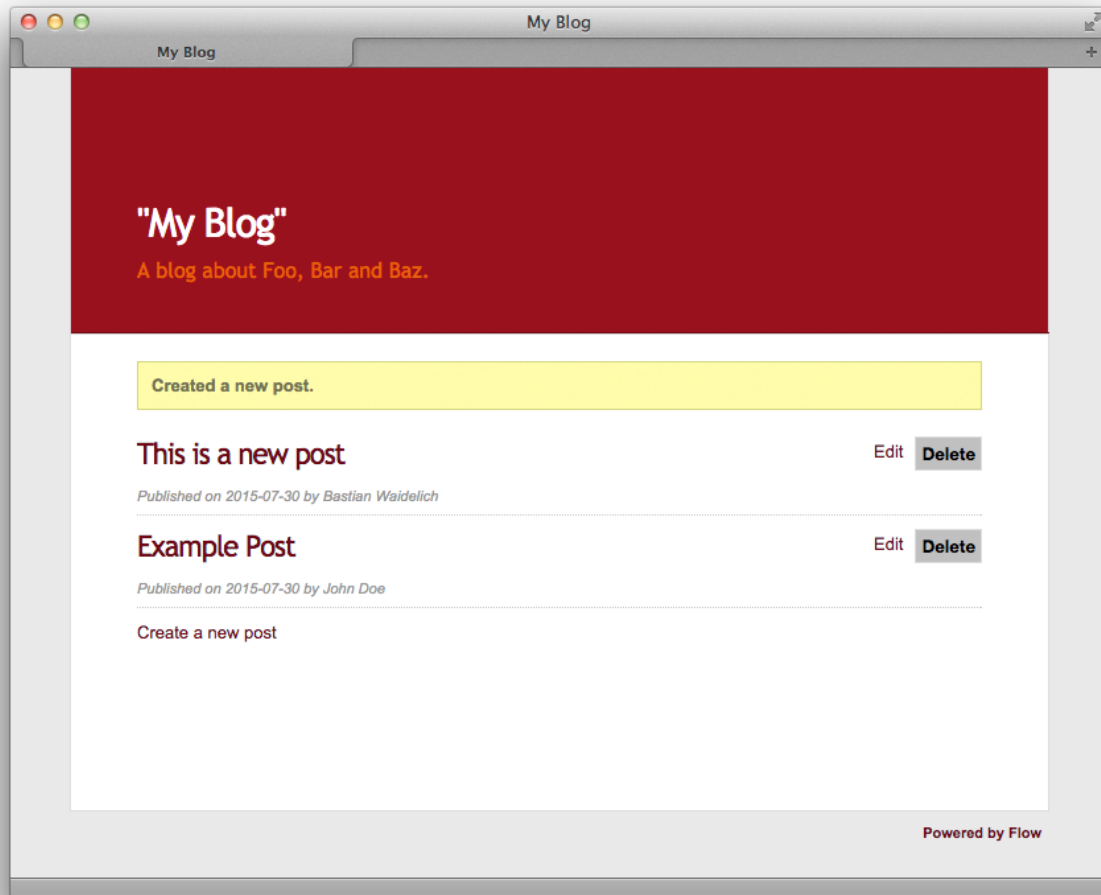 My Blog
My Blog
+
"My Blog"
A blog about Foo, Bar and Baz.
Created a new post.
This is a new post Edit Delete
Published on 2015-07-30 by Bastian Waidelich
Example Post Edit Delete
Published on 2015-07-30 by John Doe
Create a new post
Powered by Flow